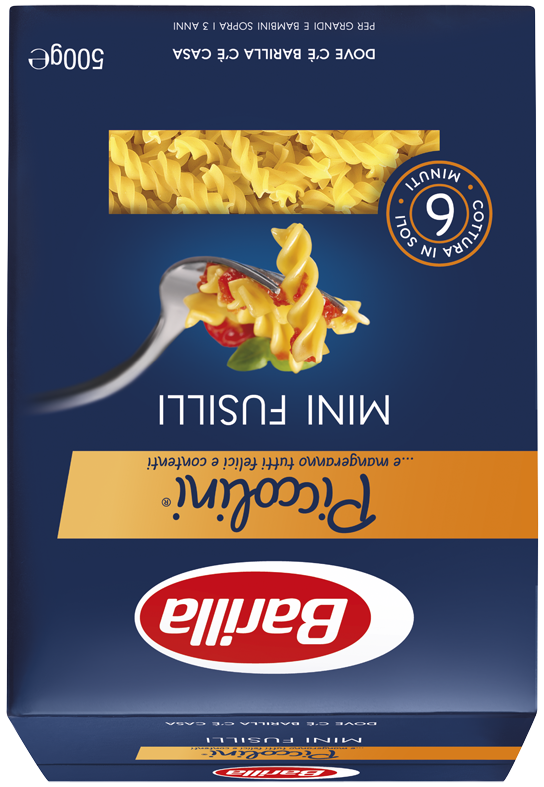 Barilla
Piccolini
...e mangeranno tutti felici e contenti
MINI FUSILLI
DOVE C'È BARILLA C'È CASA
Barilla
Piccolini®
...e mangeranno tutti felici e contenti
MINI FUSILLI
COTTURA IN SOLI
6
MINUTI
DOVE C'È BARILLA C'È CASA
PER GRANDI E BAMBINI SOPRA I 3 ANNI
500g℮